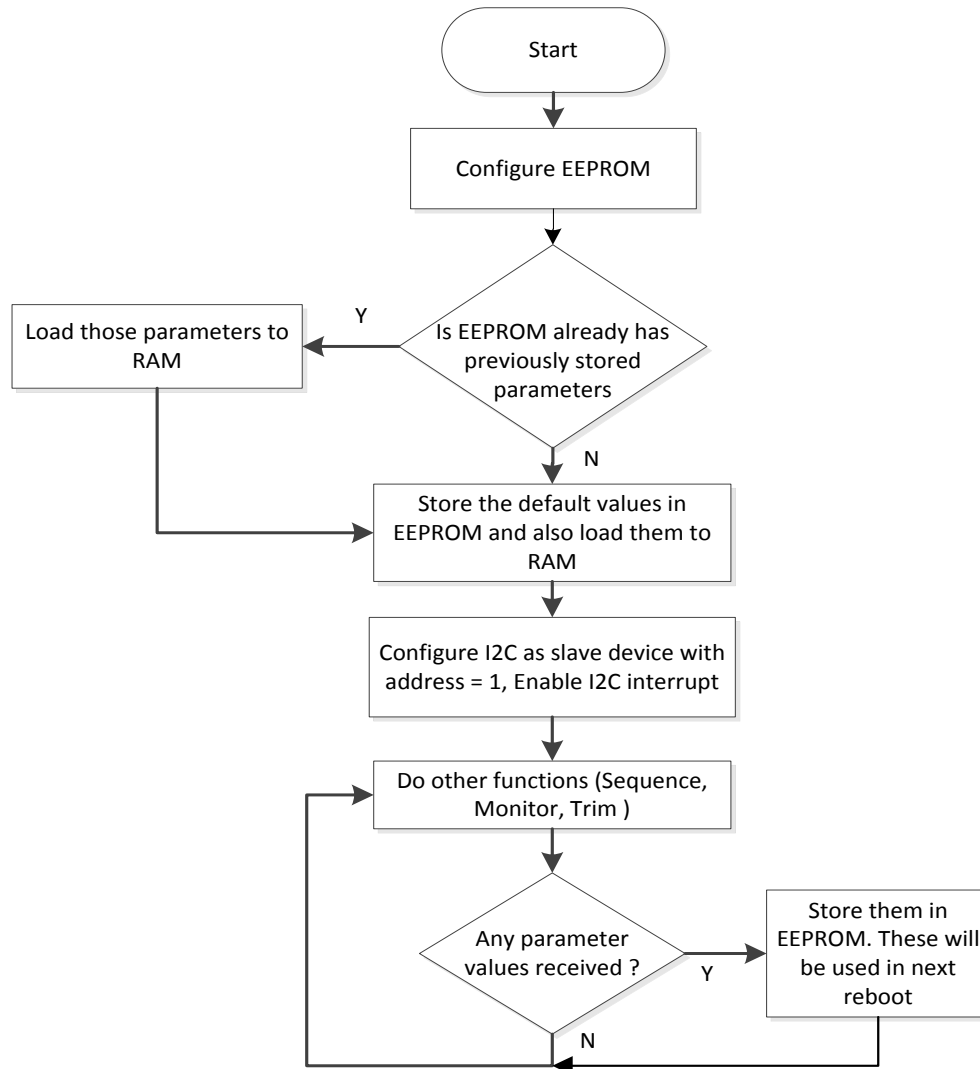 Start
Configure EEPROM
Y
Load those parameters to
RAM
Is EEPROM already has
previously stored
parameters
N
Store the default values in
EEPROM and also load them to
RAM
Configure I2C as slave device with
address = 1, Enable I2C interrupt
Do other functions (Sequence,
Monitor, Trim )
Any parameter
values received ?
Y
Store them in
EEPROM. These will
be used in next
reboot
N